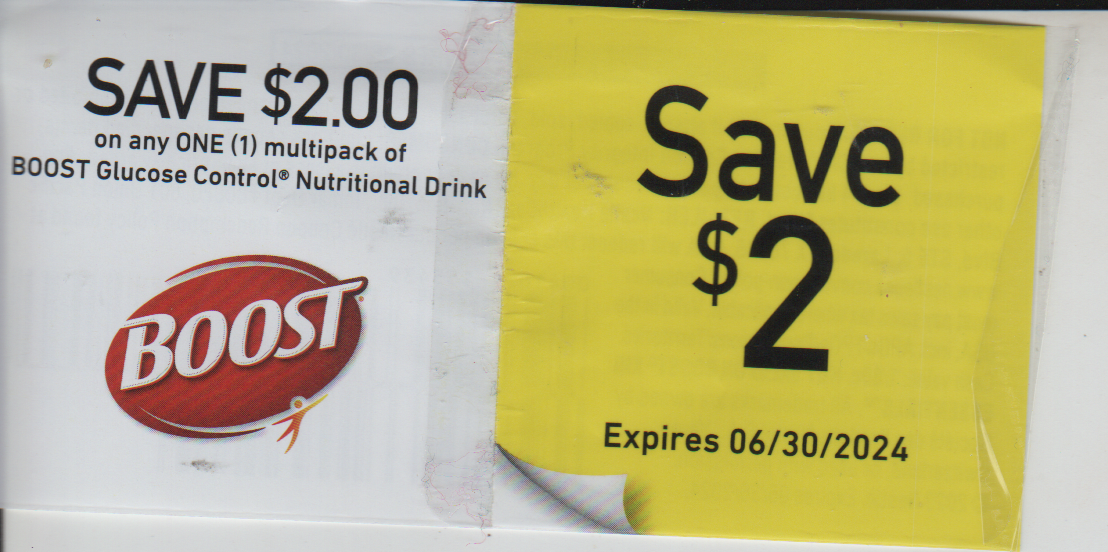 SAVE $2.00
on any ONE (1) multipack of
BOOST Glucose Control® Nutritional Drink
BOOST®
Save
$2
Expires 06/30/2024